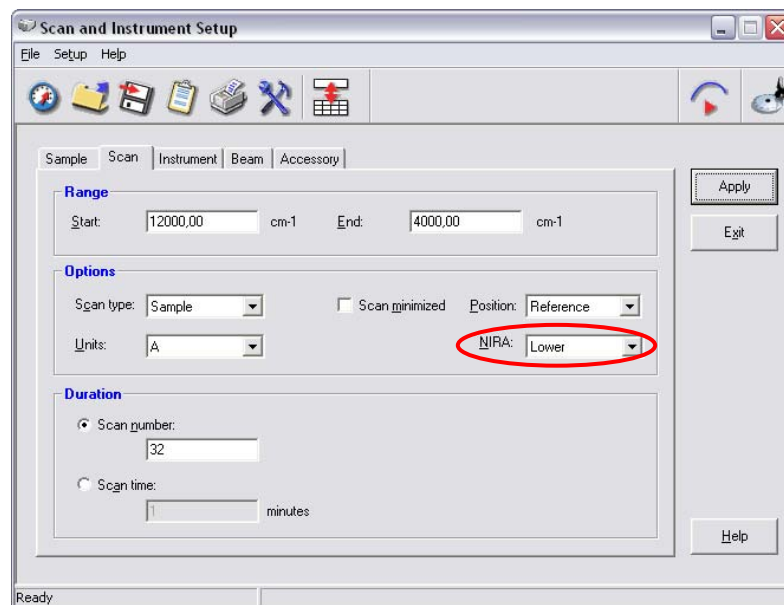 Scan and Instrument Setup
File Setup Help
Sample Scan Instrument Beam Accessory
Range
Start: 12000,00 cm-1 End: 4000,00 cm-1
Options
Scan type: Sample Scan minimized Position: Reference
Units: A NIRA: Lower
Duration
Scan number:
32
Scan time:
1 minutes
Apply
Exit
Help
Ready